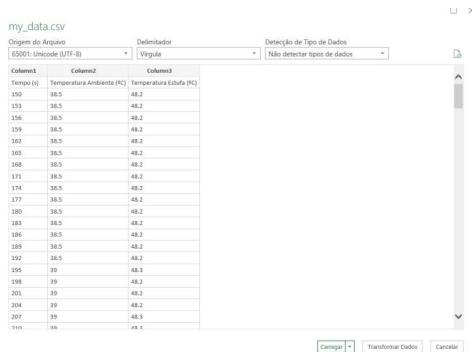 my_data.csv
Origem do Arquivo Delimitador Detecção de Tipo de Dados
65001: Unicode (UTF-8) Vírgula Não detectar tipos de dados
Column1 Column2 Column3
Tempo (s) Temperatura Ambiente (ºC) Temperatura Estufa (ºC)
150 38.5 48.2
153 38.5 48.2
156 38.5 48.2
159 38.5 48.2
162 38.5 48.2
165 38.5 48.2
168 38.5 48.2
171 38.5 48.2
174 38.5 48.2
177 38.5 48.2
180 38.5 48.2
183 38.5 48.2
186 38.5 48.2
189 38.5 48.2
192 38.5 48.2
195 39 48.3
198 39 48.2
201 39 48.2
204 39 48.2
207 39 48.3
210 39 48.3
Carregar Transformar Dados Cancelar